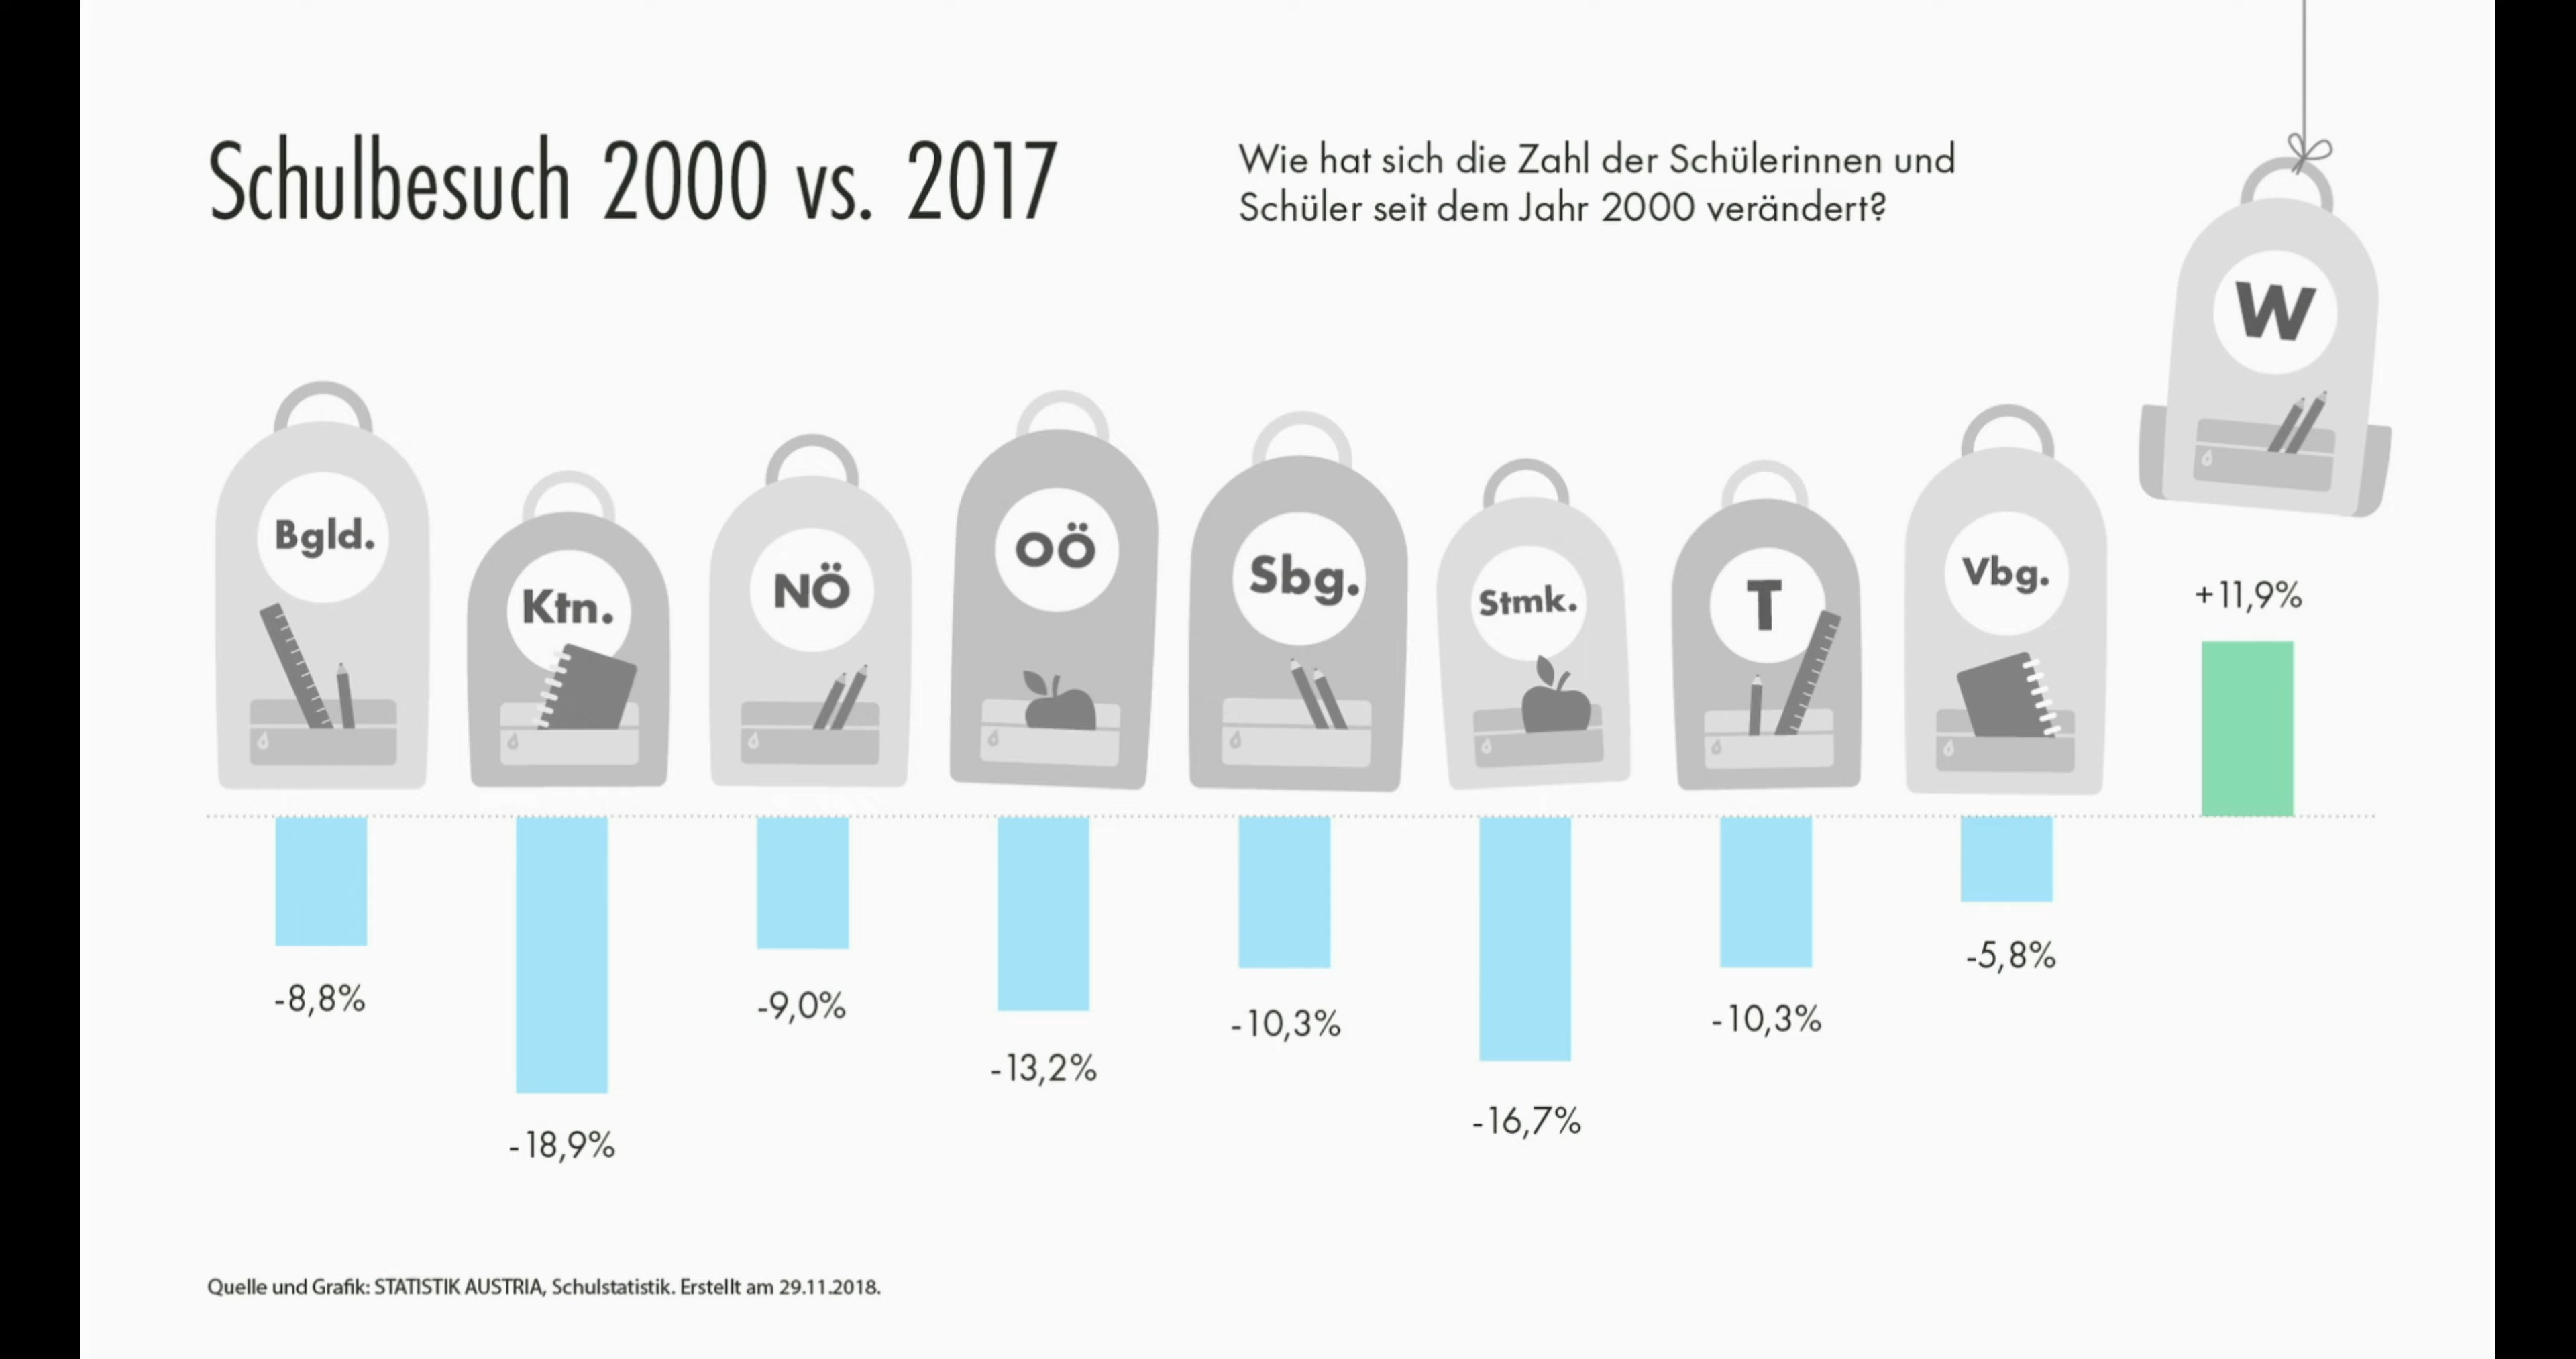 Schulbesuch 2000 vs. 2017
Wie hat sich die Zahl der Schülerinnen und
Schüler seit dem Jahr 2000 verändert?
Bgld.
Ktn.
NÖ
OÖ
Sbg.
Stmk.
T
Vbg.
W
-8,8%
-18,9%
-9,0%
-13,2%
-10,3%
-16,7%
-10,3%
-5,8%
+11,9%
Quelle und Grafik: STATISTIK AUSTRIA, Schulstatistik. Erstellt am 29.11.2018.